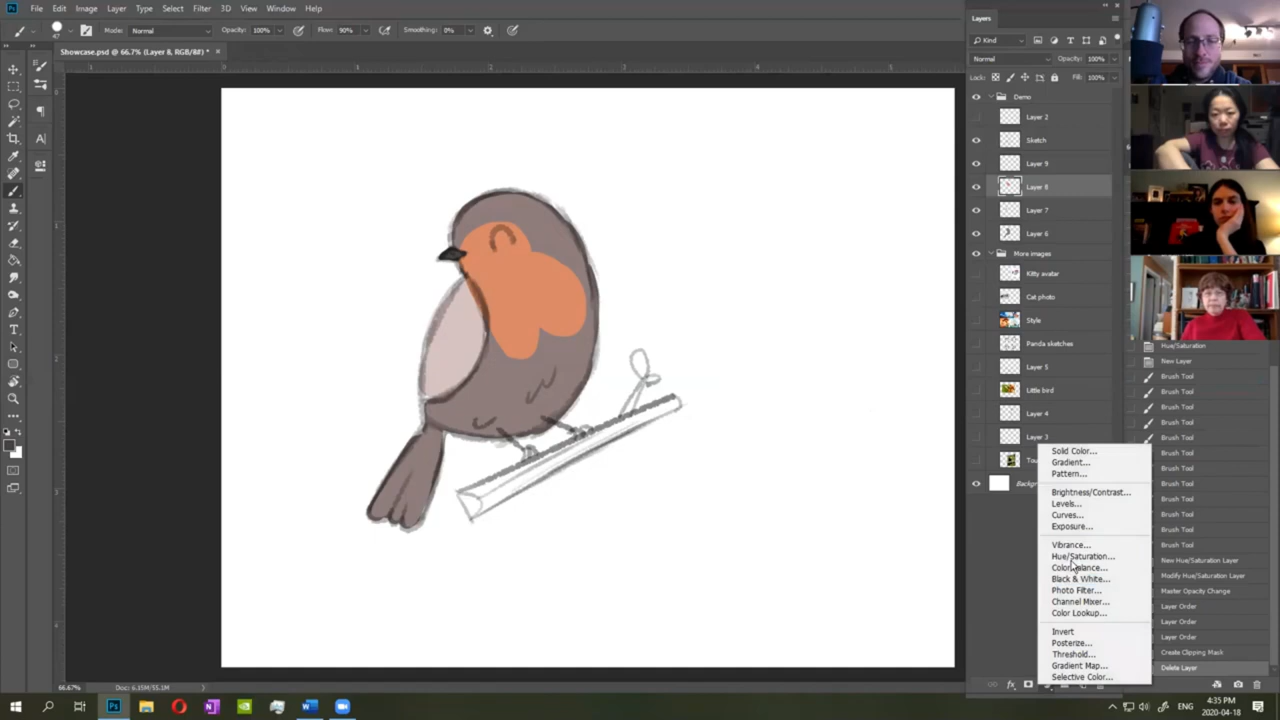 File Edit Image Layer Type Select Filter 3D View Window Help
Mode: Normal Opacity: 100% Flow: 90% Smoothing: 0%
Showcase.psd @ 66.7% (Layer 8, RGB/8#) *
Layers
Kind
Normal Opacity: 100%
Lock: Fill: 100%
Demo
Layer 2
Sketch
Layer 9
Layer 8
Layer 7
Layer 6
More images
Kitty avatar
Cat photo
Style
Panda sketches
Layer 5
Little bird
Layer 4
Layer 3
Solid Color...
Gradient...
Pattern...
Brightness/Contrast...
Levels...
Curves...
Exposure...
Vibrance...
Hue/Saturation...
Black & White...
Photo Filter...
Channel Mixer...
Color Lookup...
Invert
Posterize...
Threshold...
Gradient Map...
Selective Color...
Hue/Saturation
New Layer
Brush Tool
Brush Tool
Brush Tool
Brush Tool
Brush Tool
Brush Tool
Brush Tool
Brush Tool
Brush Tool
Brush Tool
Brush Tool
Brush Tool
New Hue/Saturation Layer
Modify Hue/Saturation Layer
Master Opacity Change
Layer Order
Layer Order
Layer Order
Create Clipping Mask
Delete Layer
66.67% Doc: 6.15M/55.1M
ENG
4:35 PM
2020-04-18